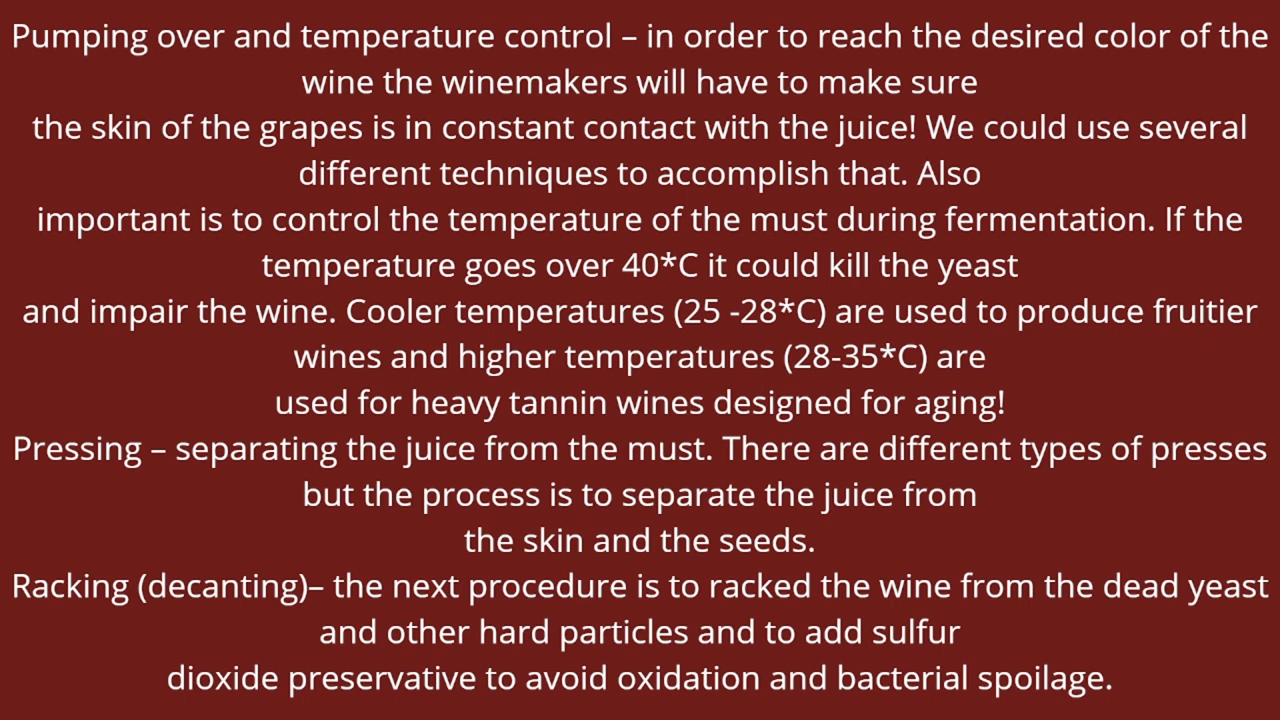 Pumping over and temperature control – in order to reach the desired color of the
wine the winemakers will have to make sure
the skin of the grapes is in constant contact with the juice! We could use several
different techniques to accomplish that. Also
important is to control the temperature of the must during fermentation. If the
temperature goes over 40*C it could kill the yeast
and impair the wine. Cooler temperatures (25 -28*C) are used to produce fruitier
wines and higher temperatures (28-35*C) are
used for heavy tannin wines designed for aging!
Pressing – separating the juice from the must. There are different types of presses
but the process is to separate the juice from
the skin and the seeds.
Racking (decanting)– the next procedure is to racked the wine from the dead yeast
and other hard particles and to add sulfur
dioxide preservative to avoid oxidation and bacterial spoilage.